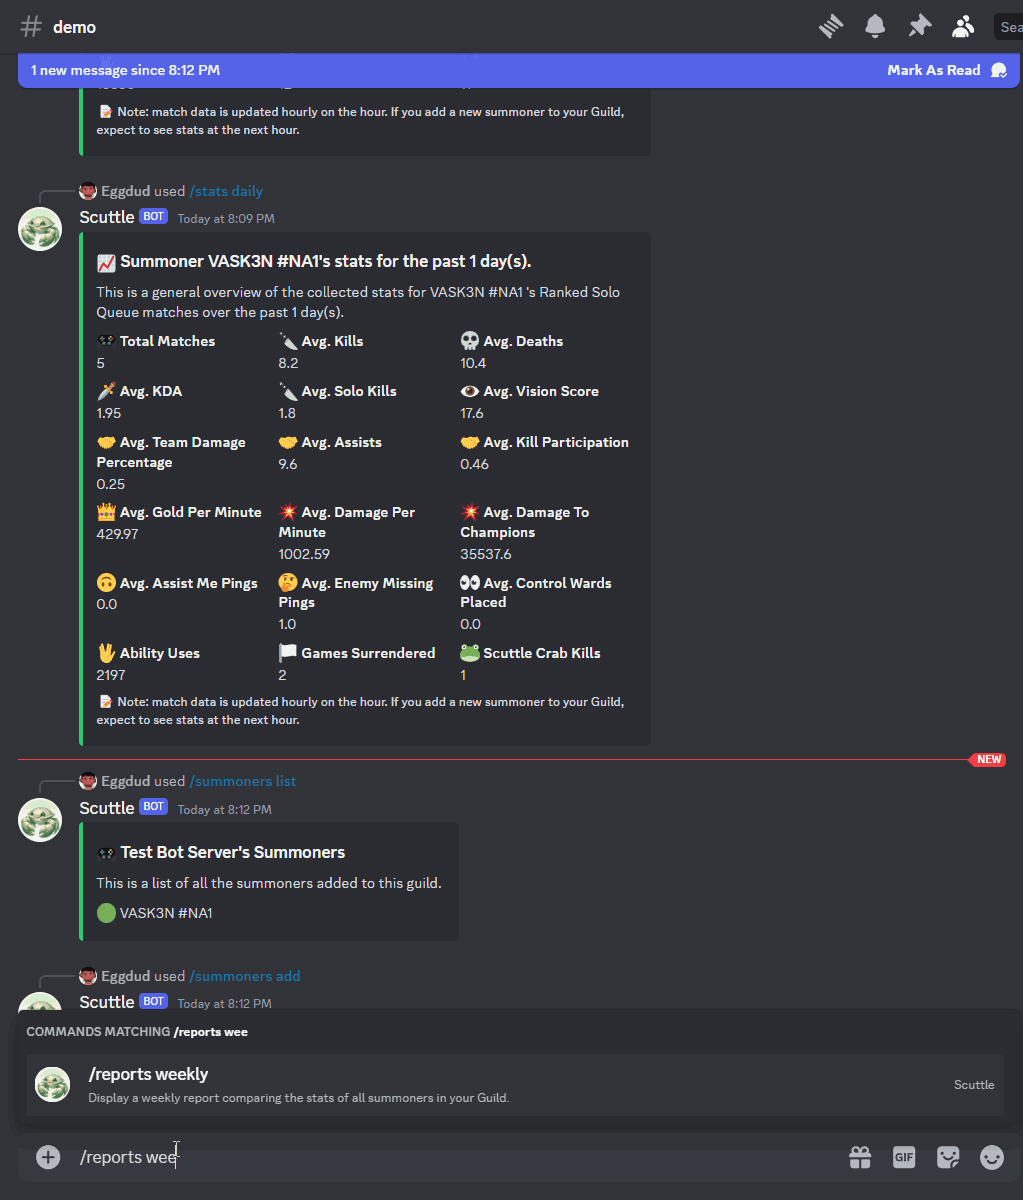 demo
Sea
1 new message since 8:12 PM
Mark As Read
Note: match data is updated hourly on the hour. If you add a new summoner to your Guild,
expect to see stats at the next hour.
Eggdud used /stats daily
Scuttle BOT Today at 8:09 PM
Summoner VASK3N #NA1's stats for the past 1 day(s).
This is a general overview of the collected stats for VASK3N #NA1 's Ranked Solo
Queue matches over the past 1 day(s).
Total Matches
5
Avg. Kills
8.2
Avg. Deaths
10.4
Avg. KDA
1.95
Avg. Solo Kills
1.8
Avg. Vision Score
17.6
Avg. Team Damage
Percentage
0.25
Avg. Assists
9.6
Avg. Kill Participation
0.46
Avg. Gold Per Minute
429.97
Avg. Damage Per
Minute
1002.59
Avg. Damage To
Champions
35537.6
Avg. Assist Me Pings
0.0
Avg. Enemy Missing
Pings
1.0
Avg. Control Wards
Placed
0.0
Ability Uses
2197
Games Surrendered
2
Scuttle Crab Kills
1
Note: match data is updated hourly on the hour. If you add a new summoner to your Guild,
expect to see stats at the next hour.
NEW
Eggdud used /summoners list
Scuttle BOT Today at 8:12 PM
Test Bot Server's Summoners
This is a list of all the summoners added to this guild.
VASK3N #NA1
Eggdud used /summoners add
Scuttle BOT Today at 8:12 PM
COMMANDS MATCHING /reports wee
/reports weekly
Display a weekly report comparing the stats of all summoners in your Guild.
Scuttle
/reports wee
GIF